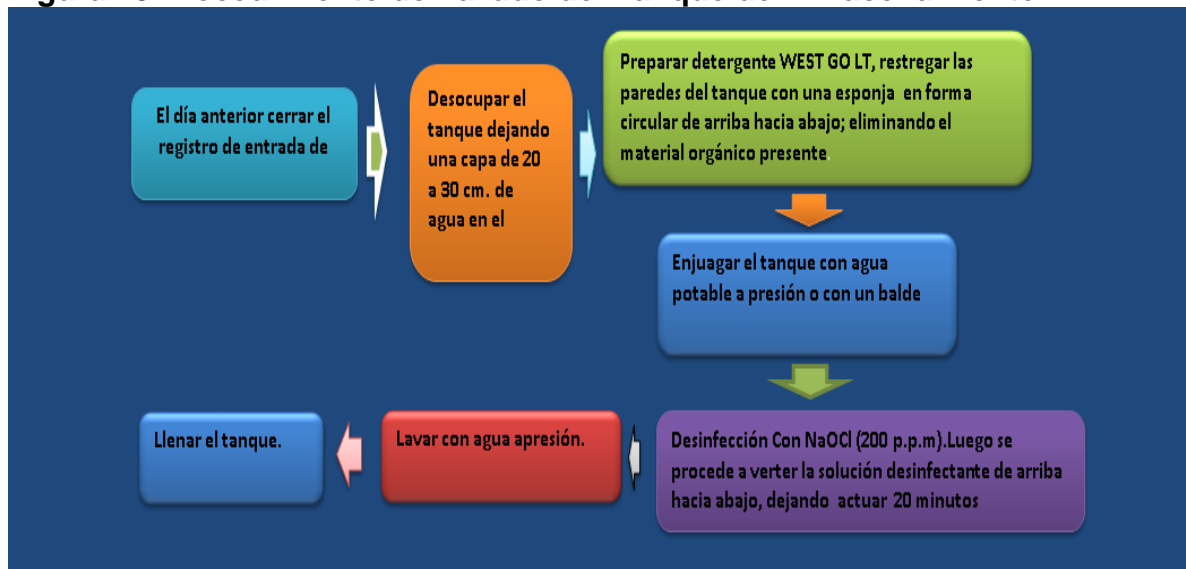 El día anterior cerrar el
registro de entrada de
Desocupar el
tanque dejando
una capa de 20
a 30 cm. de
agua en el
Preparar detergente WEST GO LT, restregar las
paredes del tanque con una esponja en forma
circular de arriba hacia abajo; eliminando el
material orgánico presente.
Enjuagar el tanque con agua
potable a presión o con un balde
Desinfección Con NaOCl (200 p.p.m).Luego se
procede a verter la solución desinfectante de arriba
hacia abajo, dejando actuar 20 minutos
Lavar con agua apresión.
Llenar el tanque.